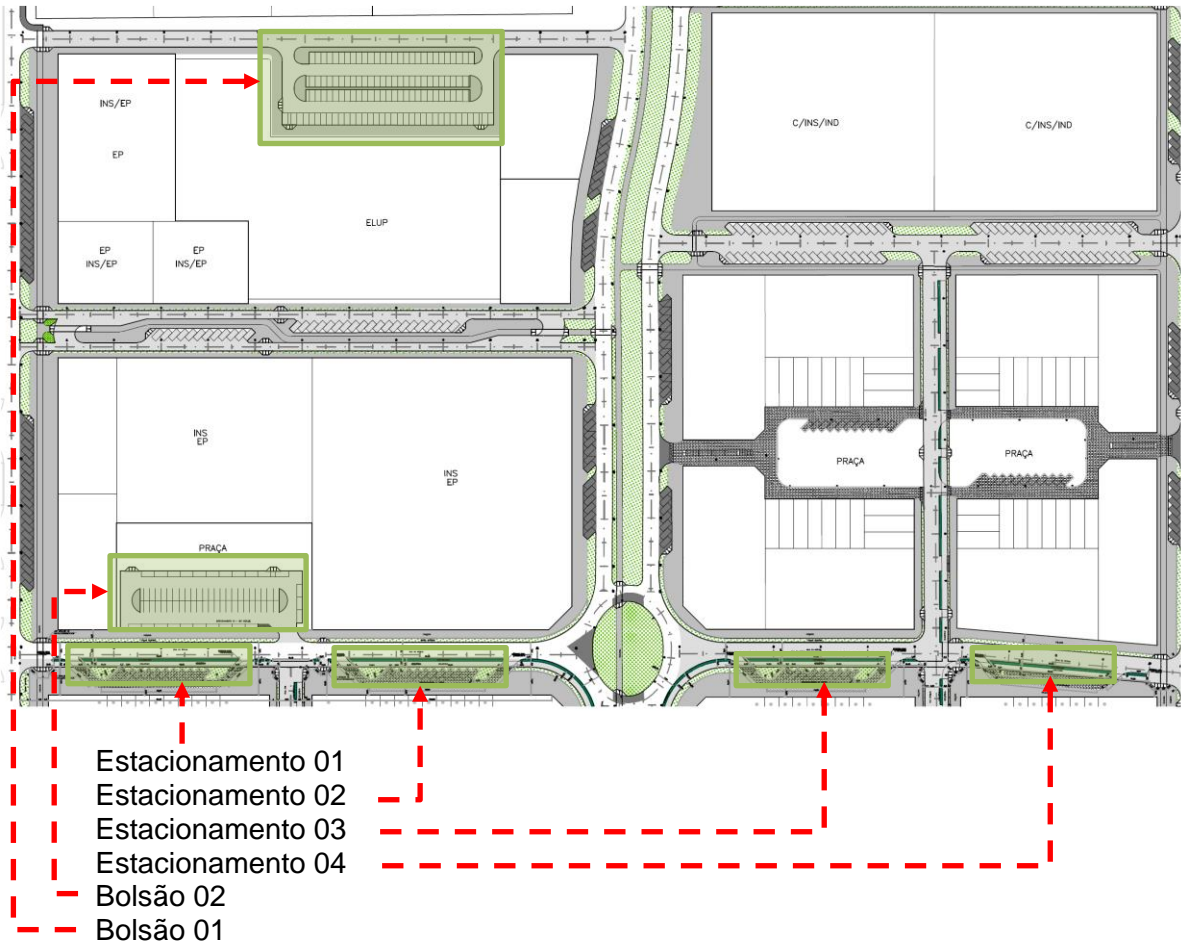 INS/EP
EP
C/INS/IND
C/INS/IND
ELUP
EP
INS/EP
EP
INS/EP
INS
EP
INS
EP
PRAÇA
PRAÇA
PRAÇA
Estacionamento 01
Estacionamento 02
Estacionamento 03
Estacionamento 04
Bolsão 02
Bolsão 01